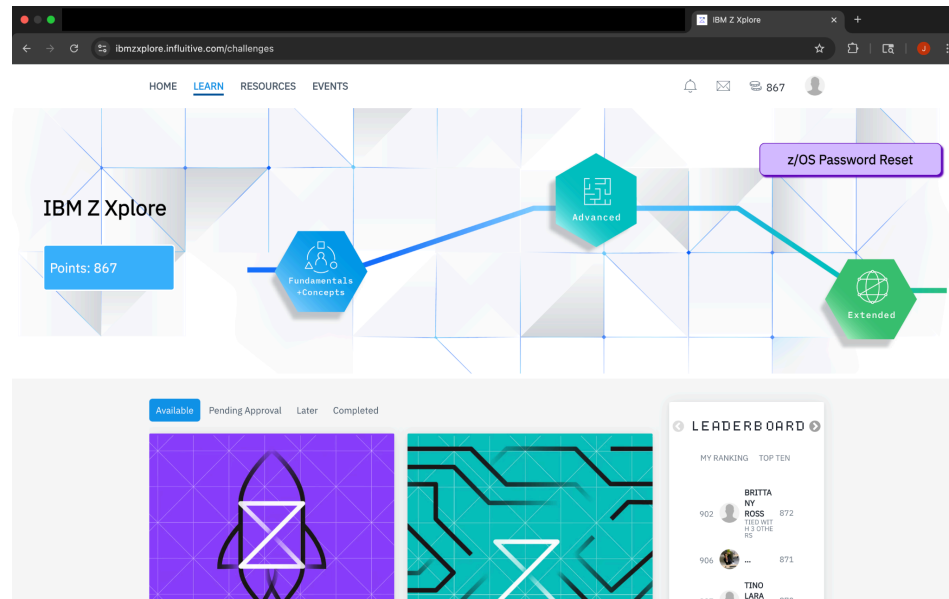 IBM Z Xplore
ibmzxplore.influitive.com/challenges
J
HOME LEARN RESOURCES EVENTS
867
z/OS Password Reset
IBM Z Xplore
Points: 867
Fundamentals
+Concepts
Advanced
Extended
Available Pending Approval Later Completed
LEADERBOARD
MY RANKING TOP TEN
902
BRITTA
NY
ROSS
TIED WIT
H 3 OTHE
RS
872
906 ... 871
TINO
LARA